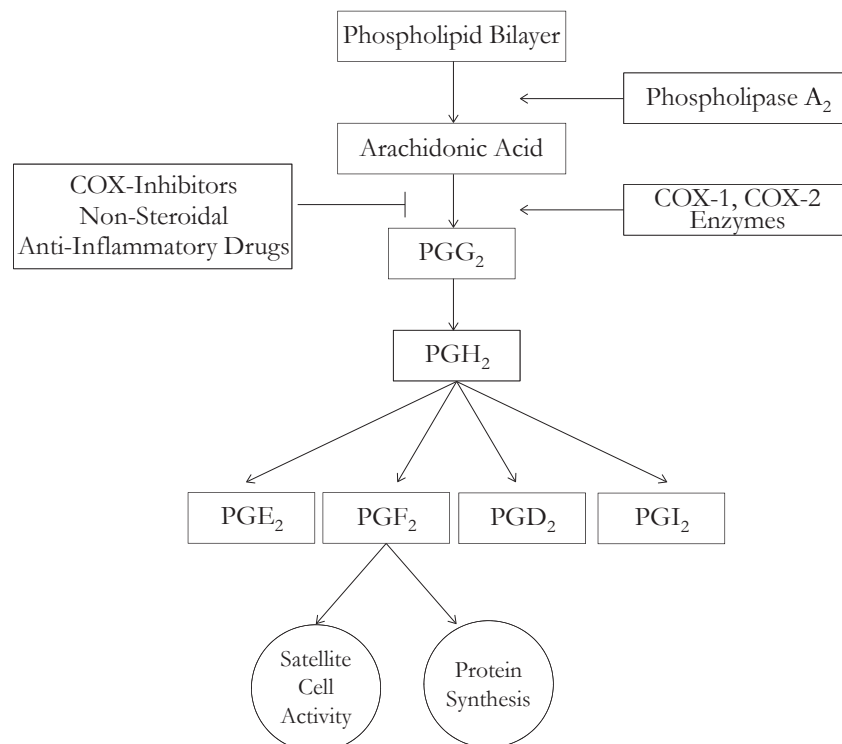 Phospholipid Bilayer
Phospholipase A₂
Arachidonic Acid
COX-Inhibitors
Non-Steroidal
Anti-Inflammatory Drugs
COX-1, COX-2
Enzymes
PGG₂
PGH₂
PGE₂
PGF₂
PGD₂
PGI₂
Satellite
Cell
Activity
Protein
Synthesis